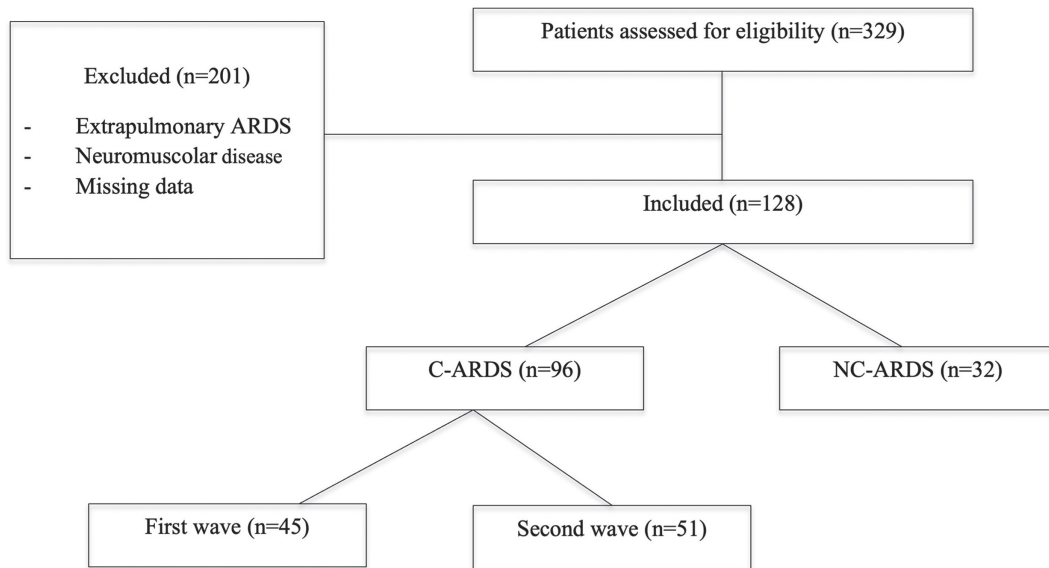 Patients assessed for eligibility (n=329)
Excluded (n=201)
- Extrapulmonary ARDS
- Neuromuscolar disease
- Missing data
Included (n=128)
C-ARDS (n=96)
NC-ARDS (n=32)
First wave (n=45)
Second wave (n=51)